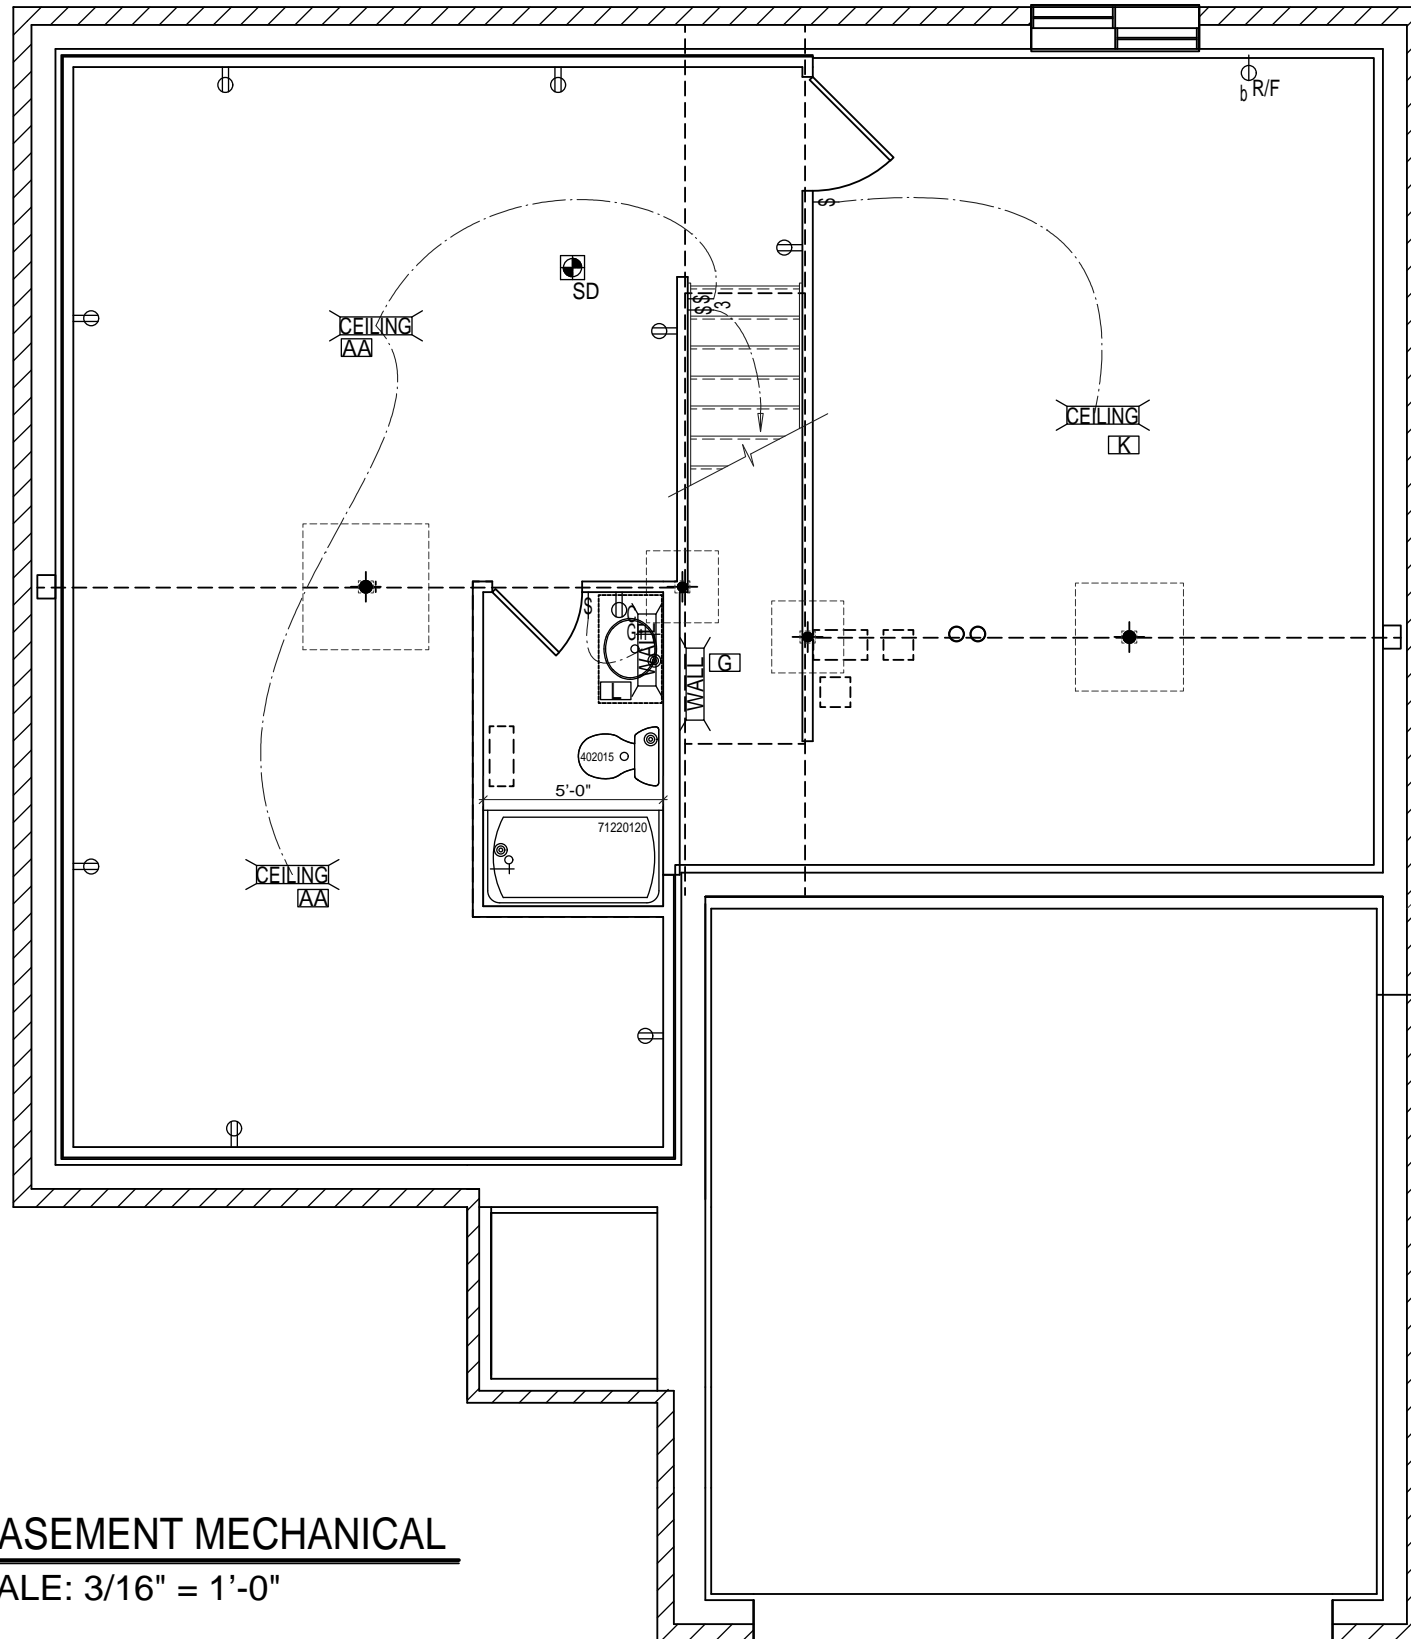 b R/F
S
SD
S
S 3
CEILING
AA
CEILING
K
S
WALL
L
WALL
G
402015
5'-0"
71220120
CEILING
AA
ASEMENT MECHANICAL
ALE: 3/16" = 1'-0"